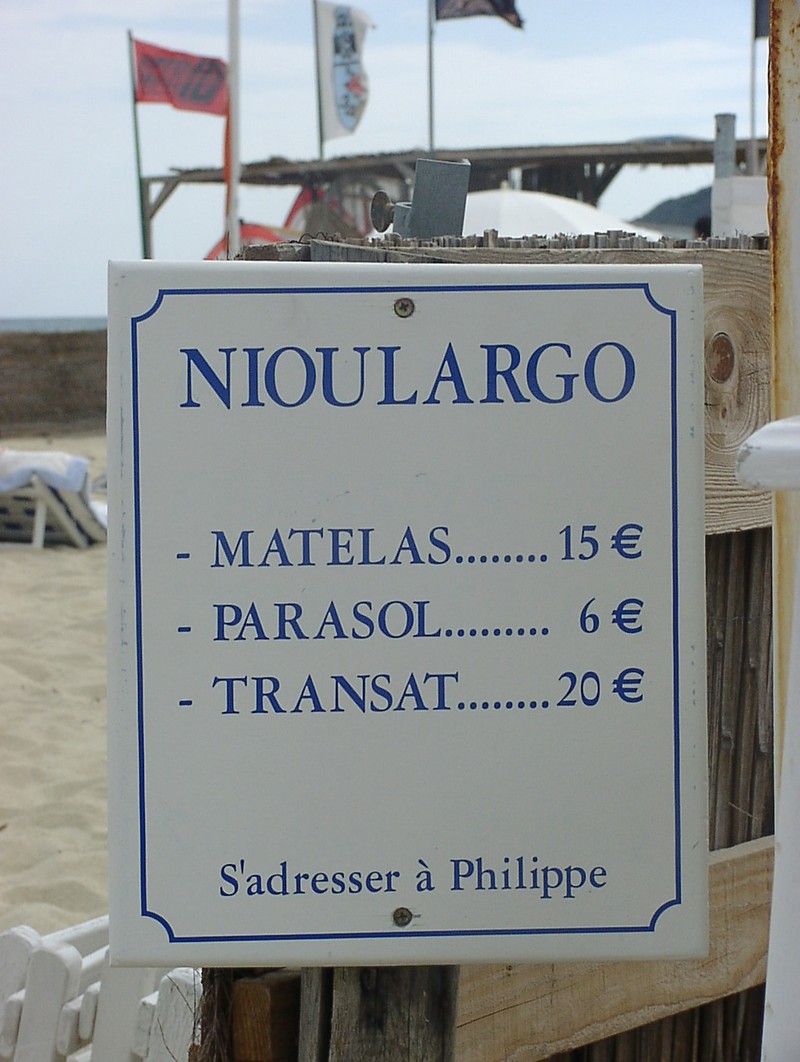 NIOULARGO
- MATELAS........ 15 €
- PARASOL......... 6 €
- TRANSAT........ 20 €
S'adresser à Philippe